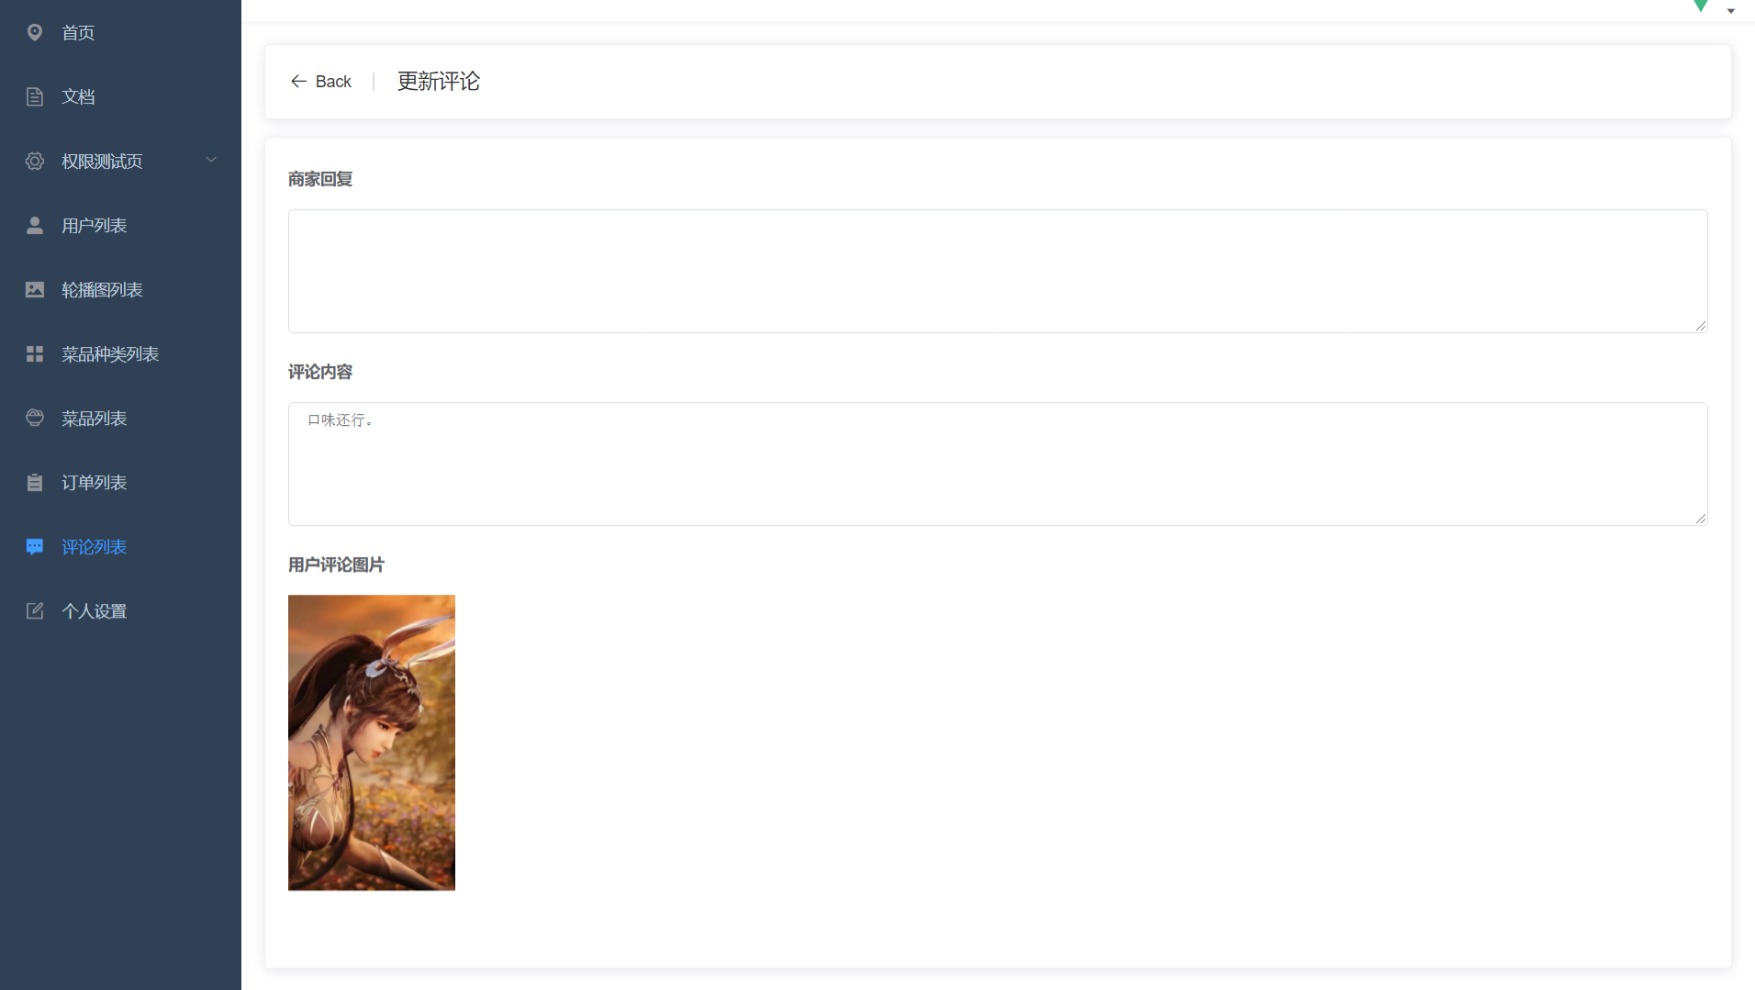 首页
文档
权限测试页
用户列表
轮播图列表
菜品种类列表
菜品列表
订单列表
评论列表
个人设置
Back
更新评论
商家回复
评论内容
口味还行。
用户评论图片